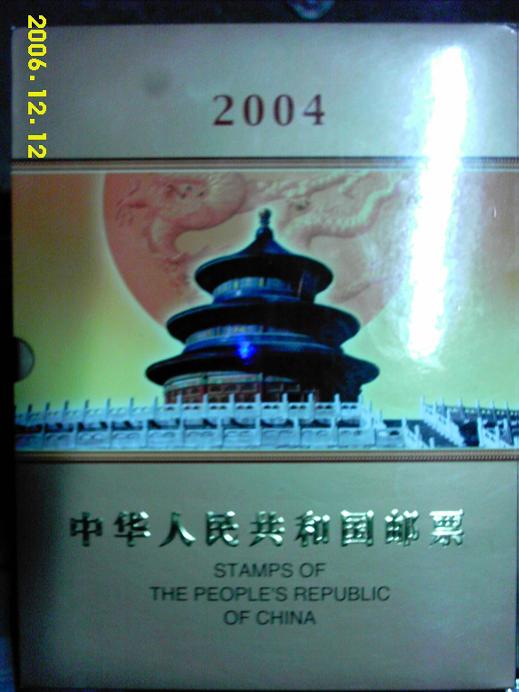 2006.12.12
2004
中华人民共和国邮票
STAMPS OF
THE PEOPLE'S REPUBLIC
OF CHINA